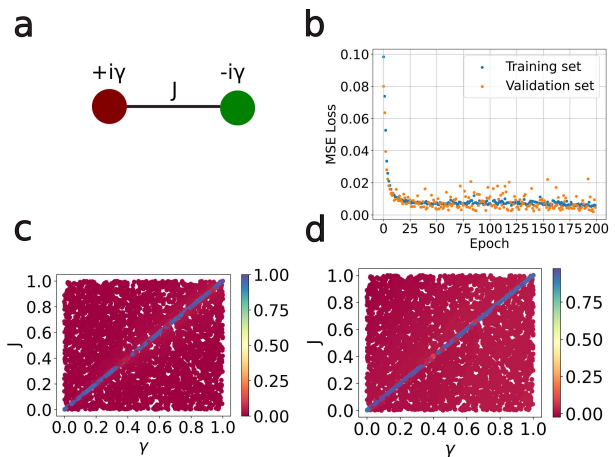 a
+iγ
J
-iγ
b
0.10
0.08
0.06
0.04
0.02
0.00
MSE Loss
Training set
Validation set
0 25 50 75 100 125 150 175 200
Epoch
c
1.0
0.8
0.6
0.4
0.2
0.0
J
0.0 0.2 0.4 0.6 0.8 1.0
γ
1.00
0.75
0.50
0.25
0.00
d
1.0
0.8
0.6
0.4
0.2
0.0
J
0.0 0.2 0.4 0.6 0.8 1.0
γ
0.75
0.50
0.25
0.00